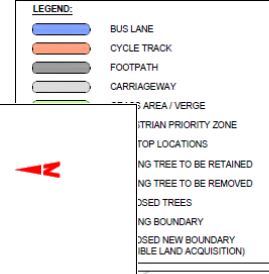 LEGEND:
BUS LANE
CYCLE TRACK
FOOTPATH
CARRIAGEWAY
AREA / VERGE
PRIORITY ZONE
LOCATIONS
TREE TO BE RETAINED
TREE TO BE REMOVED
TREES
BOUNDARY
NEW BOUNDARY
LAND ACQUISITION)
N